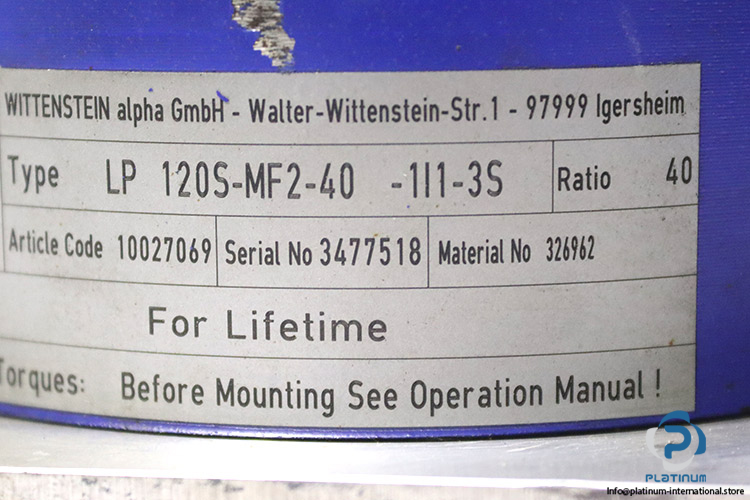 WITTENSTEIN alpha GmbH - Walter-Wittenstein-Str.1 - 97999 Igersheim
Type LP 120S-MF2-40 -1I1-3S Ratio 40
Article Code 10027069 Serial No 3477518 Material No 326962
For Lifetime
Torques: Before Mounting See Operation Manual !
PLATINUM
info@platinum-international.store